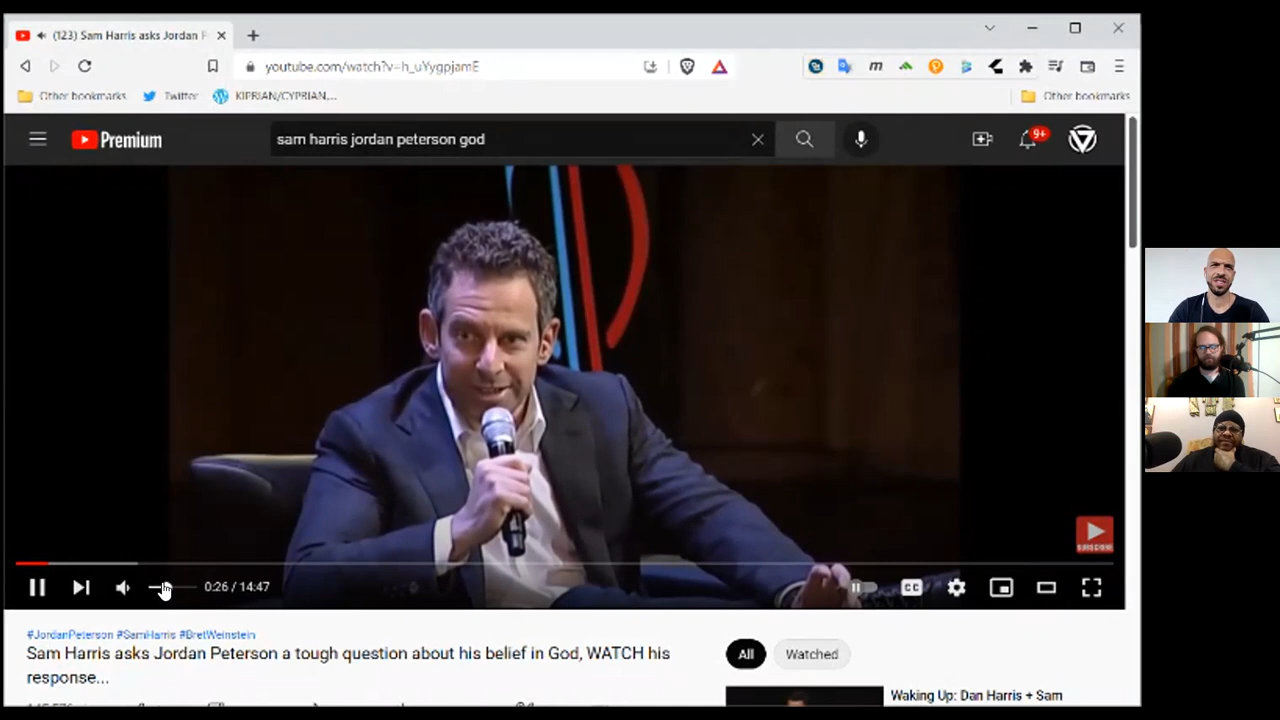 (123) Sam Harris asks Jordan P
youtube.com/watch?v=h_uYygpjamE
Other bookmarks
Twitter
KIPRIAN/CYPRIAN,...
Other bookmarks
Premium
sam harris jordan peterson god
9+
SUBSCRIBE
0:26 / 14:47
CC
#JordanPeterson #SamHarris #BretWeinstein
Sam Harris asks Jordan Peterson a tough question about his belief in God, WATCH his
response...
All
Watched
Waking Up: Dan Harris + Sam